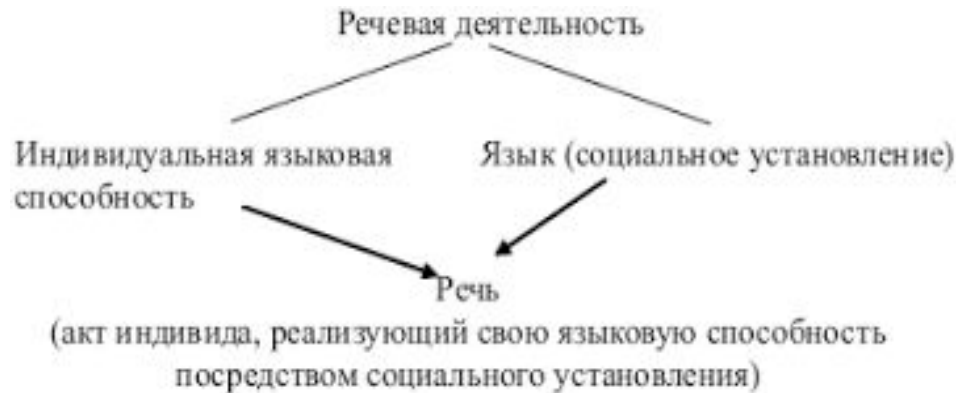 Речевая деятельность
Индивидуальная языковая
способность
Язык (социальное установление)
Речь
(акт индивида, реализующий свою языковую способность
посредством социального установления)